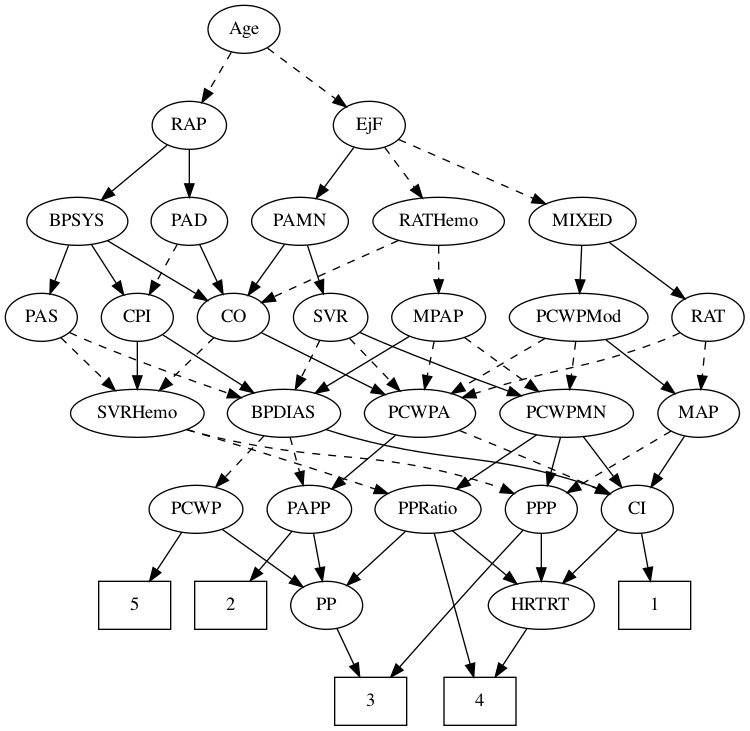 Age
RAP
EjF
BPSYS
PAD
PAMN
RATHemo
MIXED
PAS
CPI
CO
SVR
MPAP
PCWPMod
RAT
SVRHemo
BPDIAS
PCWPA
PCWPMN
MAP
PCWP
PAPP
PPRatio
PPP
CI
5
2
PP
HRTRT
1
3
4